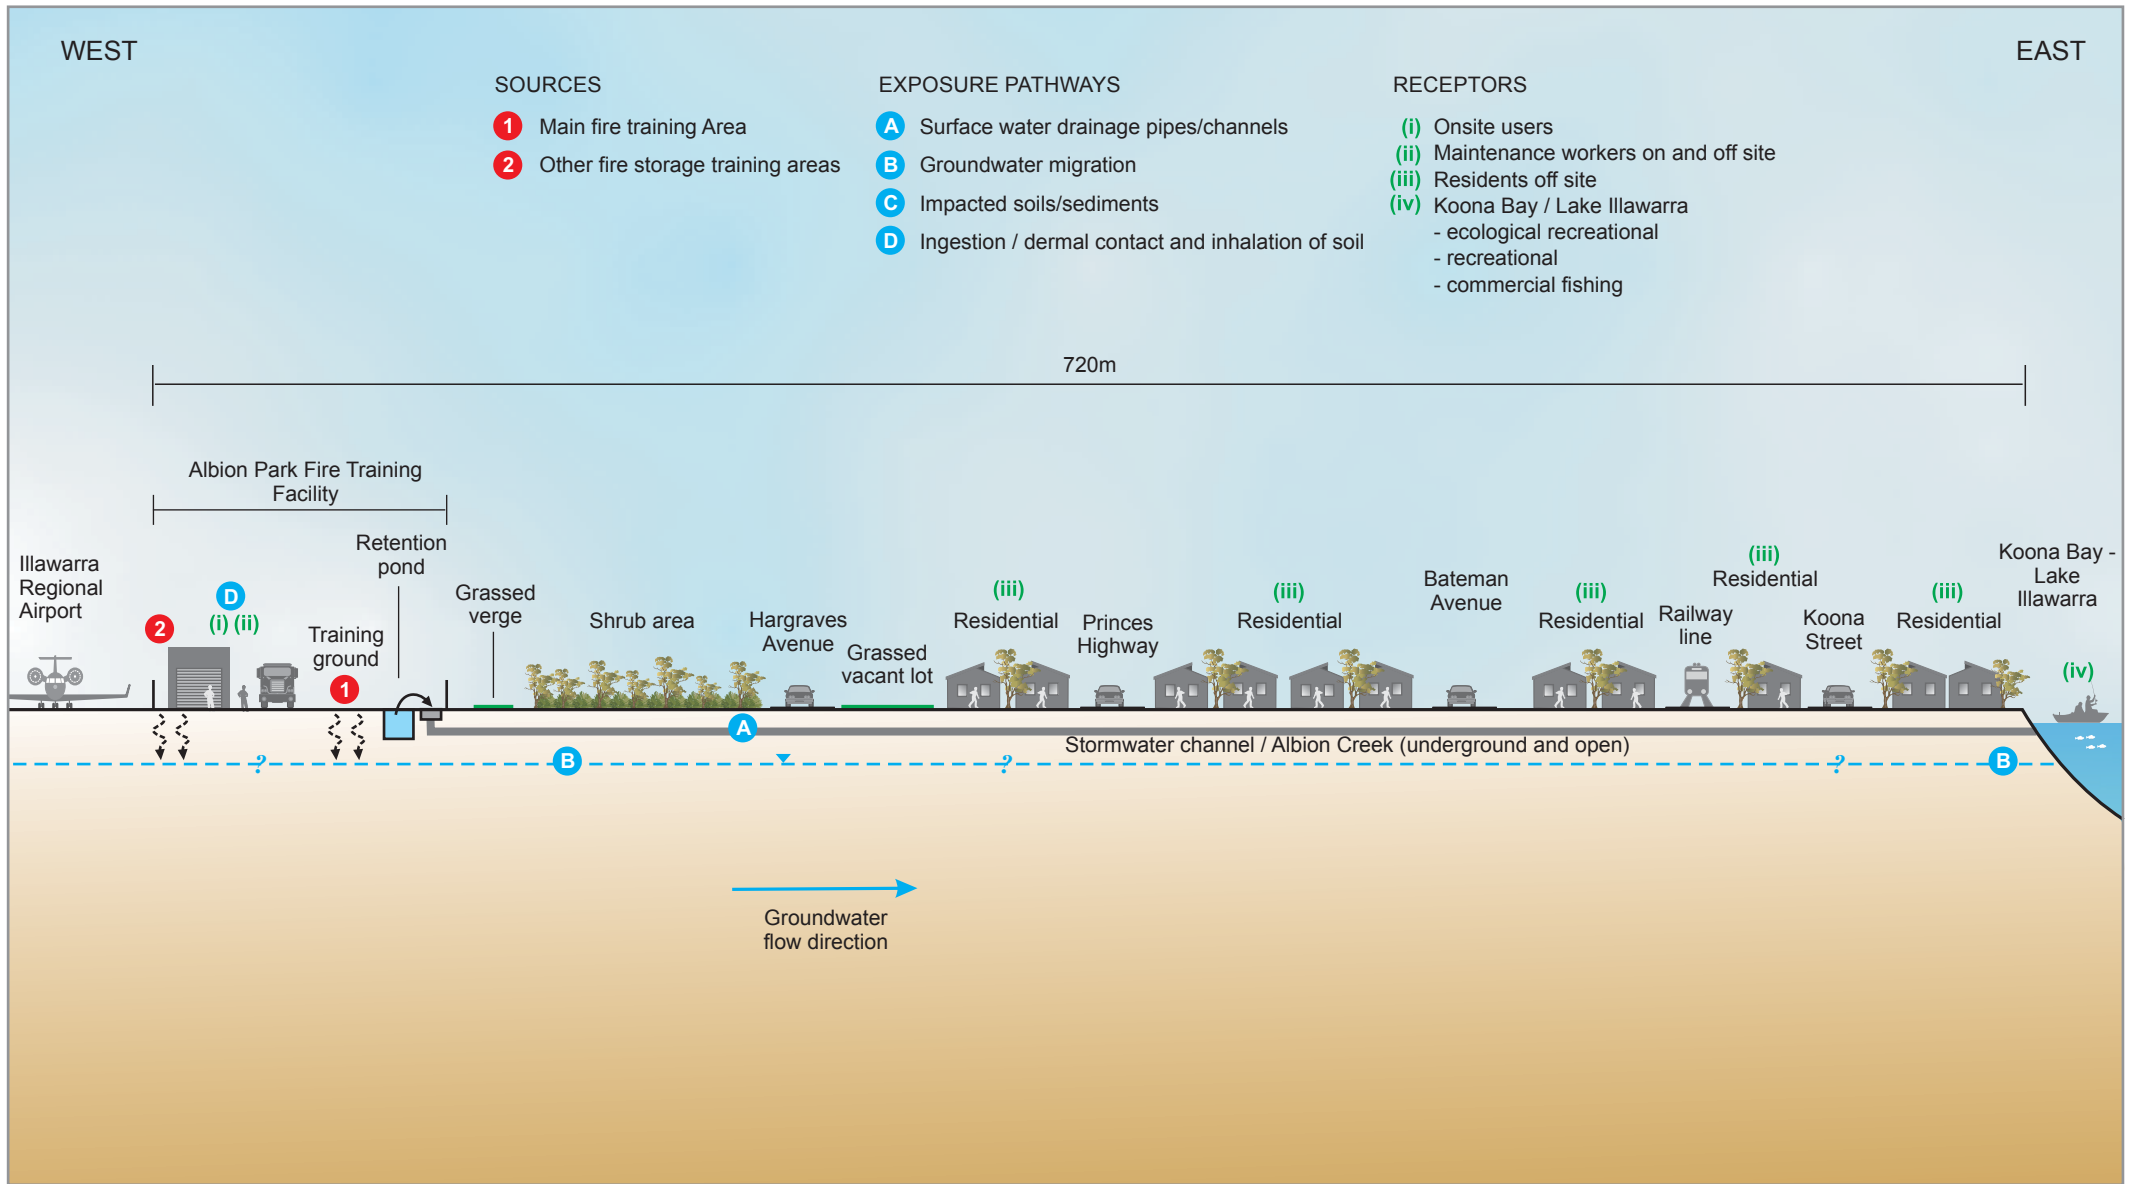 WEST
EAST
SOURCES
1 Main fire training Area
2 Other fire storage training areas
EXPOSURE PATHWAYS
A Surface water drainage pipes/channels
B Groundwater migration
C Impacted soils/sediments
D Ingestion / dermal contact and inhalation of soil
RECEPTORS
(i) Onsite users
(ii) Maintenance workers on and off site
(iii) Residents off site
(iv) Koona Bay / Lake Illawarra
- ecological recreational
- recreational
- commercial fishing
720m
Albion Park Fire Training
Facility
Illawarra
Regional
Airport
2
D
(i) (ii)
Training
ground
1
Retention
pond
Grassed
verge
Shrub area
Hargraves
Avenue
Grassed
vacant lot
(iii)
Residential
Princes
Highway
(iii)
Residential
Bateman
Avenue
(iii)
Residential
Railway
line
(iii)
Residential
Koona
Street
(iii)
Residential
Koona Bay -
Lake
Illawarra
(iv)
A
Stormwater channel / Albion Creek (underground and open)
?
B
?
?
B
Groundwater
flow direction